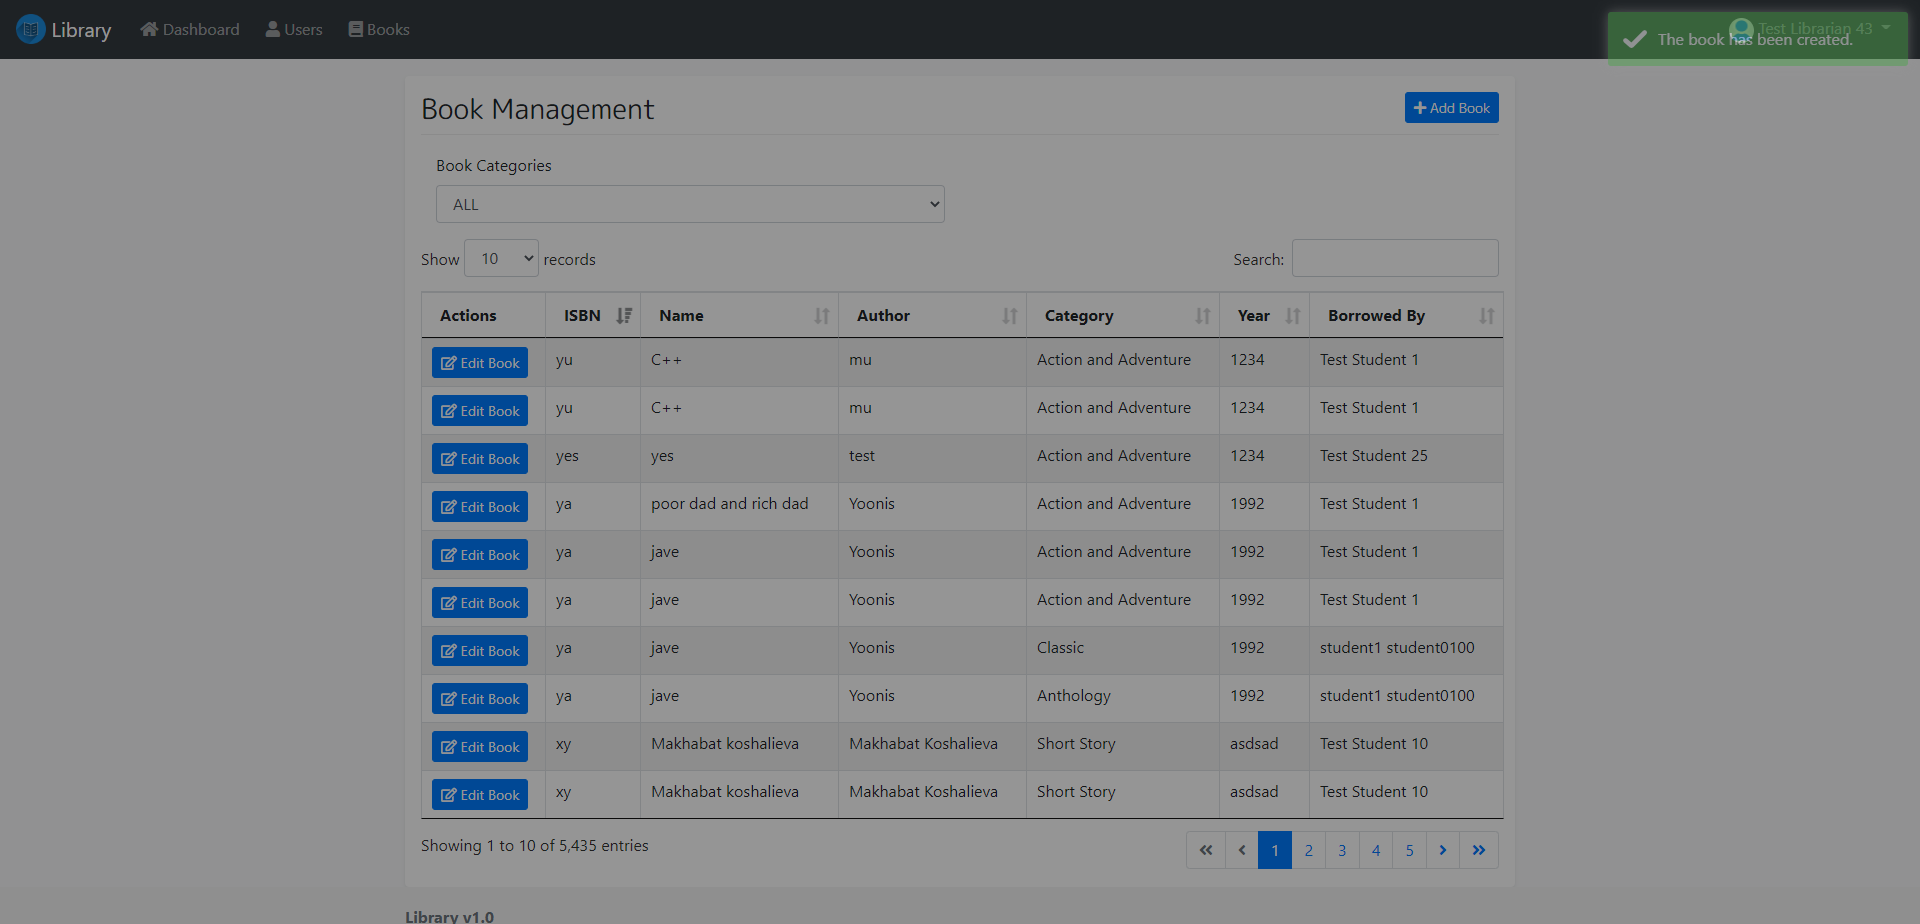 Library Dashboard Users Books Test Librarian 43
The book has been created.
Book Management Add Book
Book Categories
ALL
Show 10 records Search:
Actions ISBN Name Author Category Year Borrowed By
Edit Book yu C++ mu Action and Adventure 1234 Test Student 1
Edit Book yu C++ mu Action and Adventure 1234 Test Student 1
Edit Book yes yes test Action and Adventure 1234 Test Student 25
Edit Book ya poor dad and rich dad Yoonis Action and Adventure 1992 Test Student 1
Edit Book ya jave Yoonis Action and Adventure 1992 Test Student 1
Edit Book ya jave Yoonis Action and Adventure 1992 Test Student 1
Edit Book ya jave Yoonis Classic 1992 student1 student0100
Edit Book ya jave Yoonis Anthology 1992 student1 student0100
Edit Book xy Makhabat koshalieva Makhabat Koshalieva Short Story asdsad Test Student 10
Edit Book xy Makhabat koshalieva Makhabat Koshalieva Short Story asdsad Test Student 10
Showing 1 to 10 of 5,435 entries « ‹ 1 2 3 4 5 › »
Library v1.0